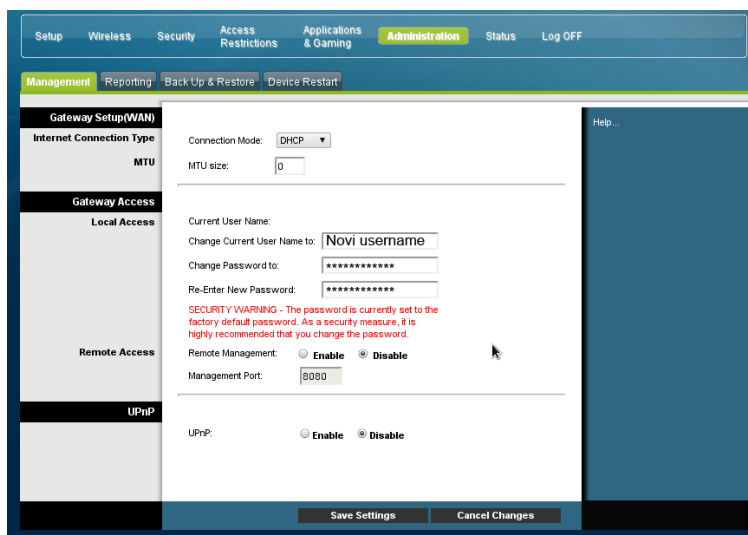 Setup Wireless Security Access Restrictions Applications & Gaming Administration Status Log OFF
Management Reporting Back Up & Restore Device Restart
Gateway Setup(WAN)
Help...
Internet Connection Type
Connection Mode: DHCP
MTU
MTU size: 0
Gateway Access
Local Access
Current User Name:
Change Current User Name to: Novi username
Change Password to: ************
Re-Enter New Password: ************
SECURITY WARNING - The password is currently set to the
factory default password. As a security measure, it is
highly recommended that you change the password.
Remote Access
Remote Management: Enable Disable
Management Port: 8080
UPnP
UPnP: Enable Disable
Save Settings Cancel Changes